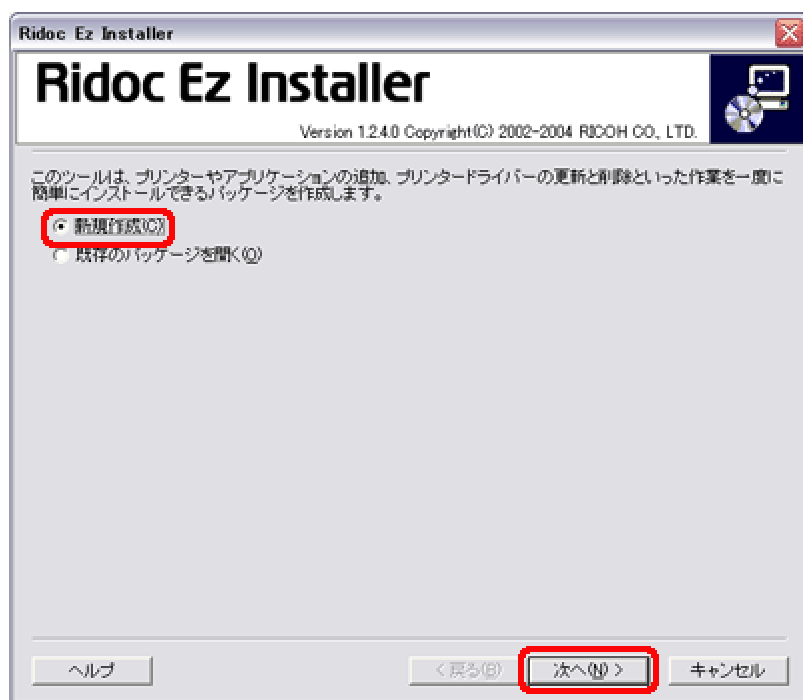 Ridoc Ez Installer
Ridoc Ez Installer
Version 1.2.4.0 Copyright(C) 2002-2004 RICOH CO., LTD.
このツールは、プリンターやアプリケーションの追加、プリンタードライバーの更新と削除といった作業を一度に
簡単にインストールできるパッケージを作成します。
新規作成(C)
既存のパッケージを開く(O)
ヘルプ
< 戻る(B)
次へ(N) >
キャンセル